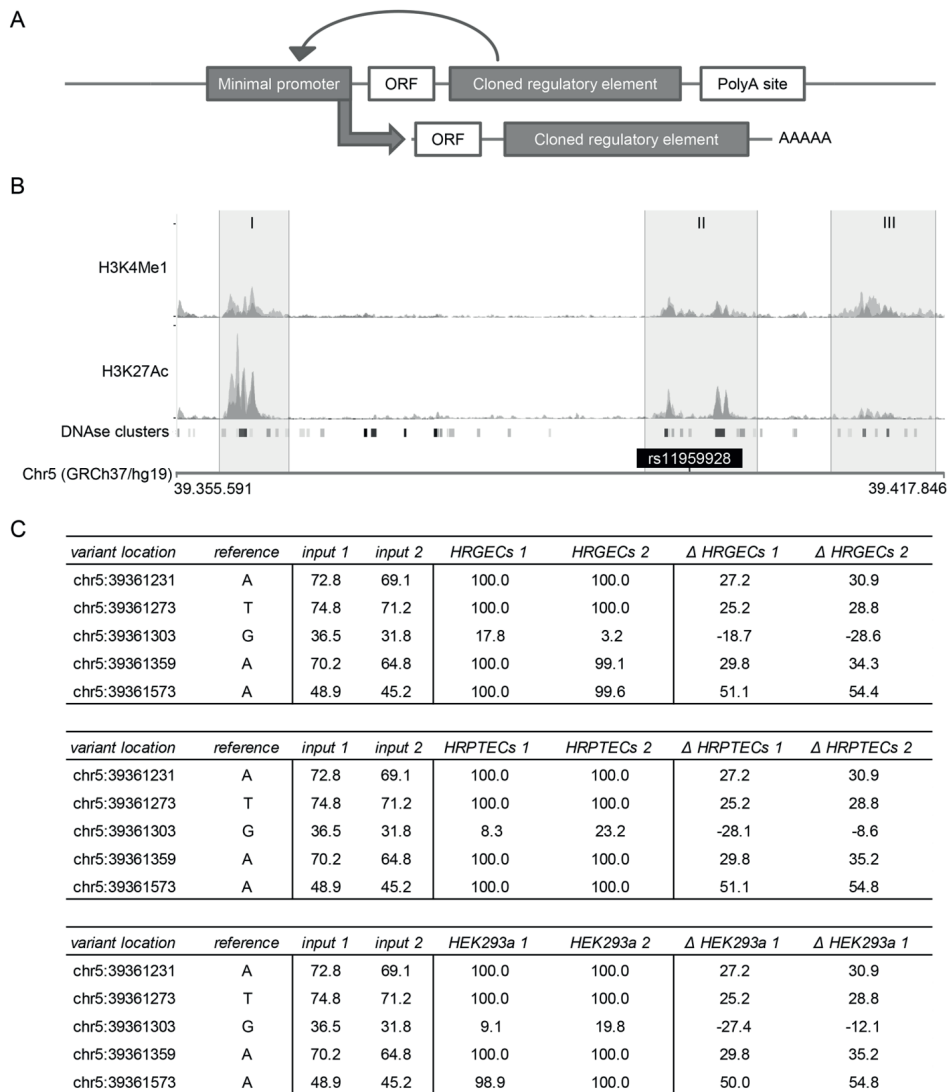 A
Minimal promoter ORF Cloned regulatory element PolyA site
ORF Cloned regulatory element AAAAA
B
I II III
H3K4Me1
H3K27Ac
DNAse clusters
rs11959928
Chr5 (GRCh37/hg19)
39.355.591 39.417.846
C
variant location reference input 1 input 2 HRGECs 1 HRGECs 2 Δ HRGECs 1 Δ HRGECs 2
chr5:39361231 A 72.8 69.1 100.0 100.0 27.2 30.9
chr5:39361273 T 74.8 71.2 100.0 100.0 25.2 28.8
chr5:39361303 G 36.5 31.8 17.8 3.2 -18.7 -28.6
chr5:39361359 A 70.2 64.8 100.0 99.1 29.8 34.3
chr5:39361573 A 48.9 45.2 100.0 99.6 51.1 54.4
variant location reference input 1 input 2 HRPTECs 1 HRPTECs 2 Δ HRPTECs 1 Δ HRPTECs 2
chr5:39361231 A 72.8 69.1 100.0 100.0 27.2 30.9
chr5:39361273 T 74.8 71.2 100.0 100.0 25.2 28.8
chr5:39361303 G 36.5 31.8 8.3 23.2 -28.1 -8.6
chr5:39361359 A 70.2 64.8 100.0 100.0 29.8 35.2
chr5:39361573 A 48.9 45.2 100.0 100.0 51.1 54.8
variant location reference input 1 input 2 HEK293a 1 HEK293a 2 Δ HEK293a 1 Δ HEK293a 1
chr5:39361231 A 72.8 69.1 100.0 100.0 27.2 30.9
chr5:39361273 T 74.8 71.2 100.0 100.0 25.2 28.8
chr5:39361303 G 36.5 31.8 9.1 19.8 -27.4 -12.1
chr5:39361359 A 70.2 64.8 100.0 100.0 29.8 35.2
chr5:39361573 A 48.9 45.2 98.9 100.0 50.0 54.8